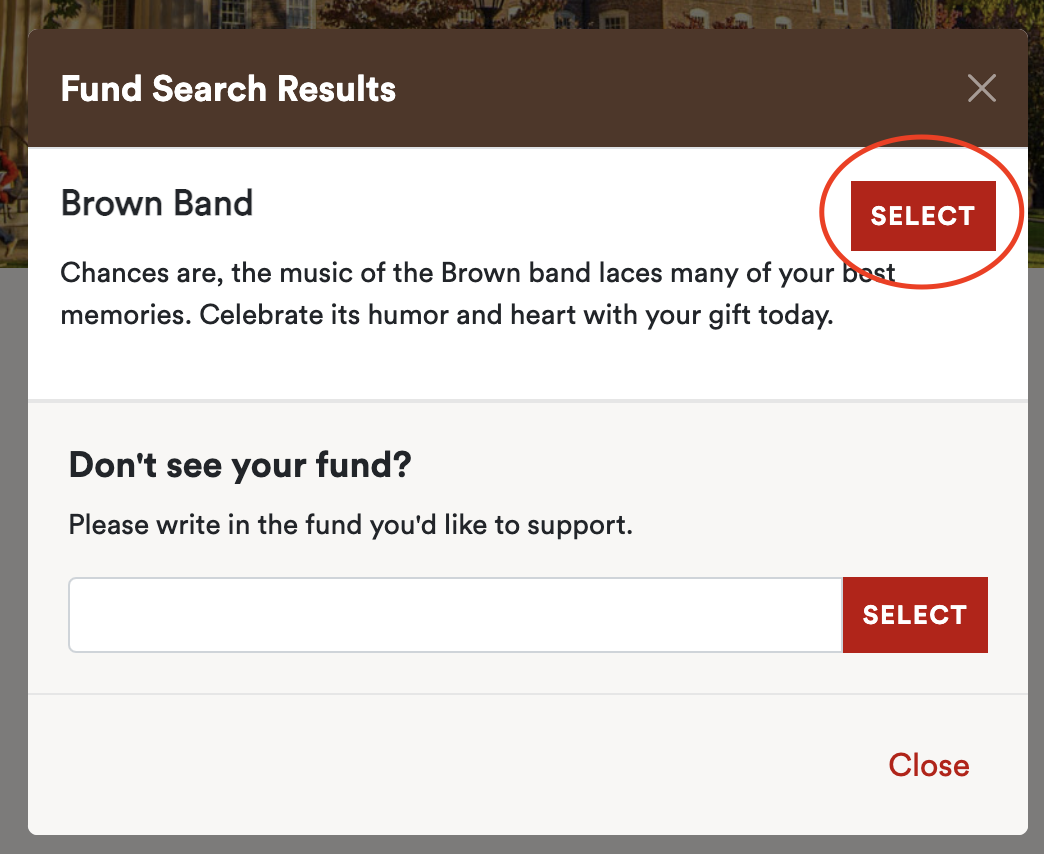 Fund Search Results
Brown Band
SELECT
Chances are, the music of the Brown band laces many of your best
memories. Celebrate its humor and heart with your gift today.
Don't see your fund?
Please write in the fund you'd like to support.
SELECT
Close